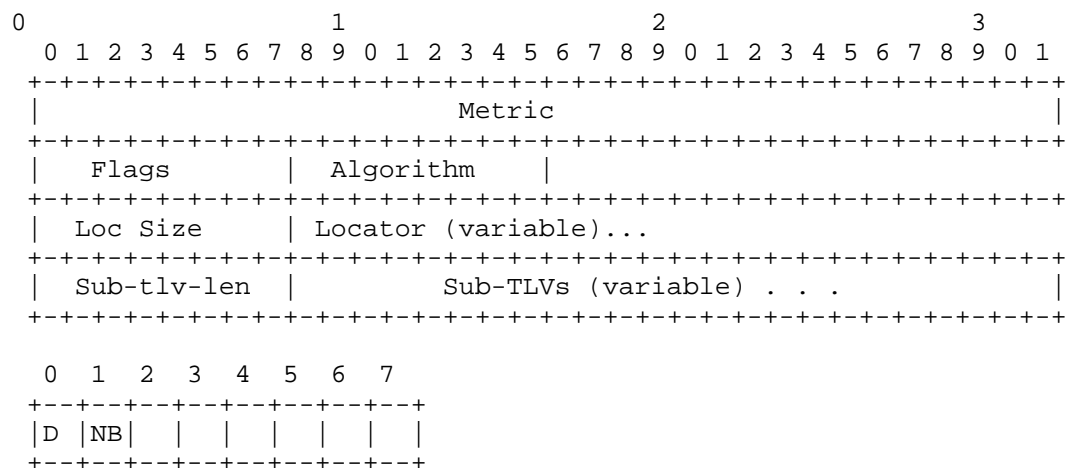 0                   1                   2                   3
 0 1 2 3 4 5 6 7 8 9 0 1 2 3 4 5 6 7 8 9 0 1 2 3 4 5 6 7 8 9 0 1
+-+-+-+-+-+-+-+-+-+-+-+-+-+-+-+-+-+-+-+-+-+-+-+-+-+-+-+-+-+-+-+-+
|                          Metric                               |
+-+-+-+-+-+-+-+-+-+-+-+-+-+-+-+-+-+-+-+-+-+-+-+-+-+-+-+-+-+-+-+-+
|   Flags       |  Algorithm    |
+-+-+-+-+-+-+-+-+-+-+-+-+-+-+-+-+-+-+-+-+-+-+-+-+-+-+-+-+-+-+-+-+
|  Loc Size     | Locator (variable)...
+-+-+-+-+-+-+-+-+-+-+-+-+-+-+-+-+-+-+-+-+-+-+-+-+-+-+-+-+-+-+-+-+
|  Sub-tlv-len  |         Sub-TLVs (variable) . . .             |
+-+-+-+-+-+-+-+-+-+-+-+-+-+-+-+-+-+-+-+-+-+-+-+-+-+-+-+-+-+-+-+-+

 0  1  2  3  4  5  6  7
+--+--+--+--+--+--+--+--+
|D |NB|  |  |  |  |  |  |
+--+--+--+--+--+--+--+--+